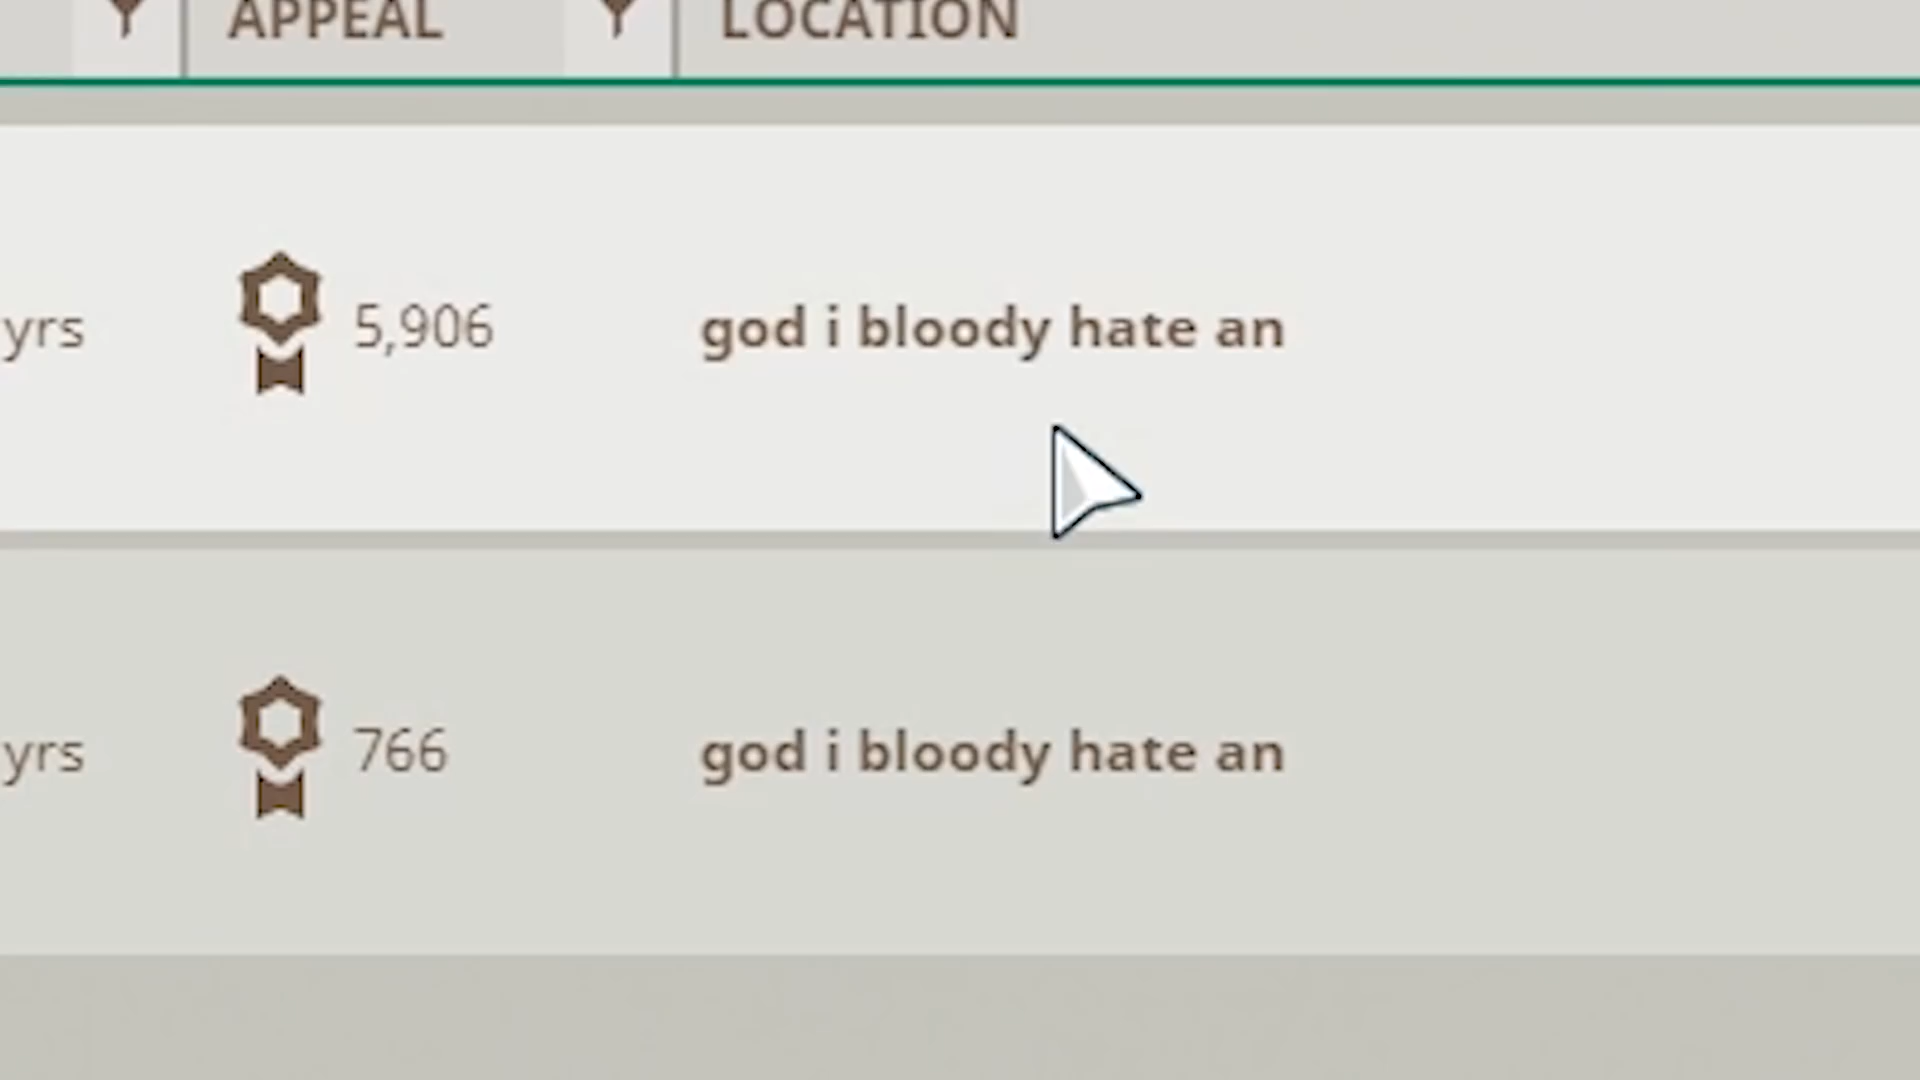 APPEAL LOCATION
yrs 5,906 god i bloody hate an
yrs 766 god i bloody hate an